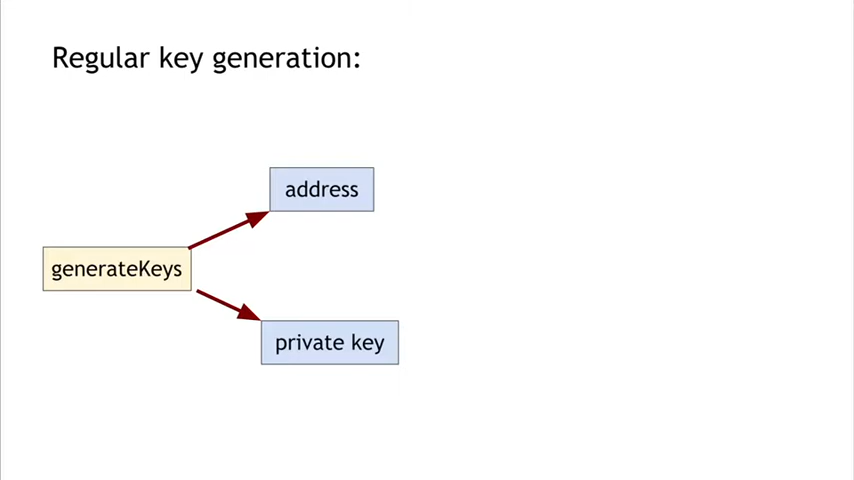 Regular key generation:
address
generateKeys
private key